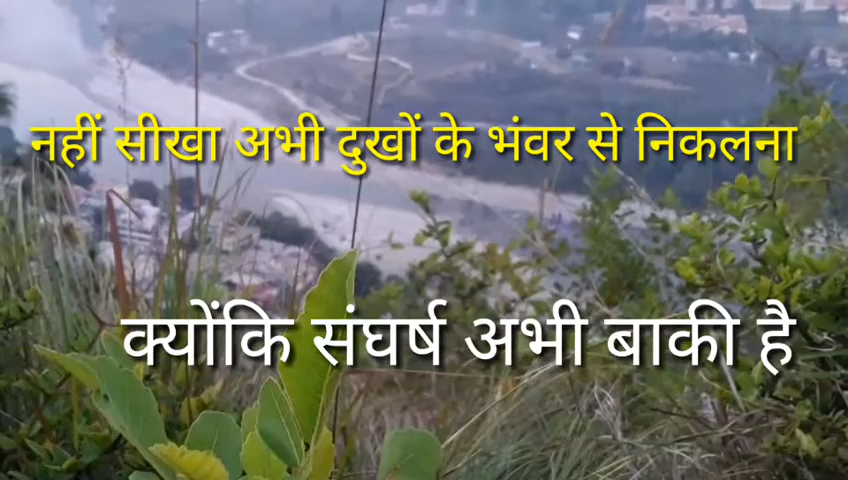 नहीं सीखा अभी दुखों के भंवर से निकलना
क्योंकि संघर्ष अभी बाकी है